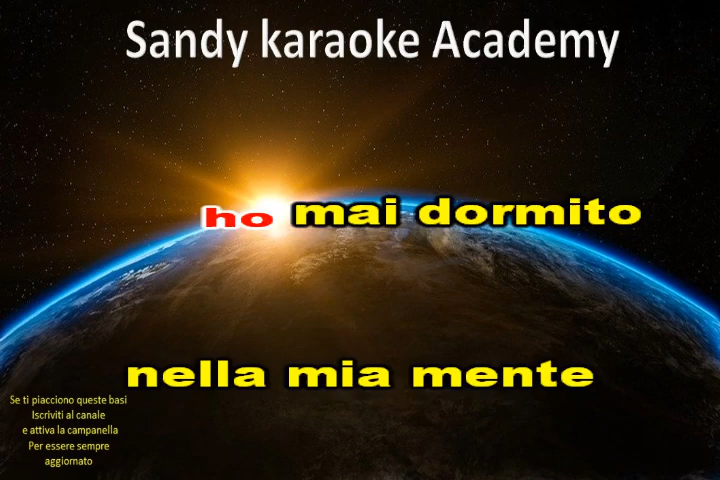 Sandy karaoke Academy
ho mai dormito
nella mia mente
Se ti piacciono queste basi
Iscriviti al canale
e attiva la campanella
Per essere sempre
aggiornato